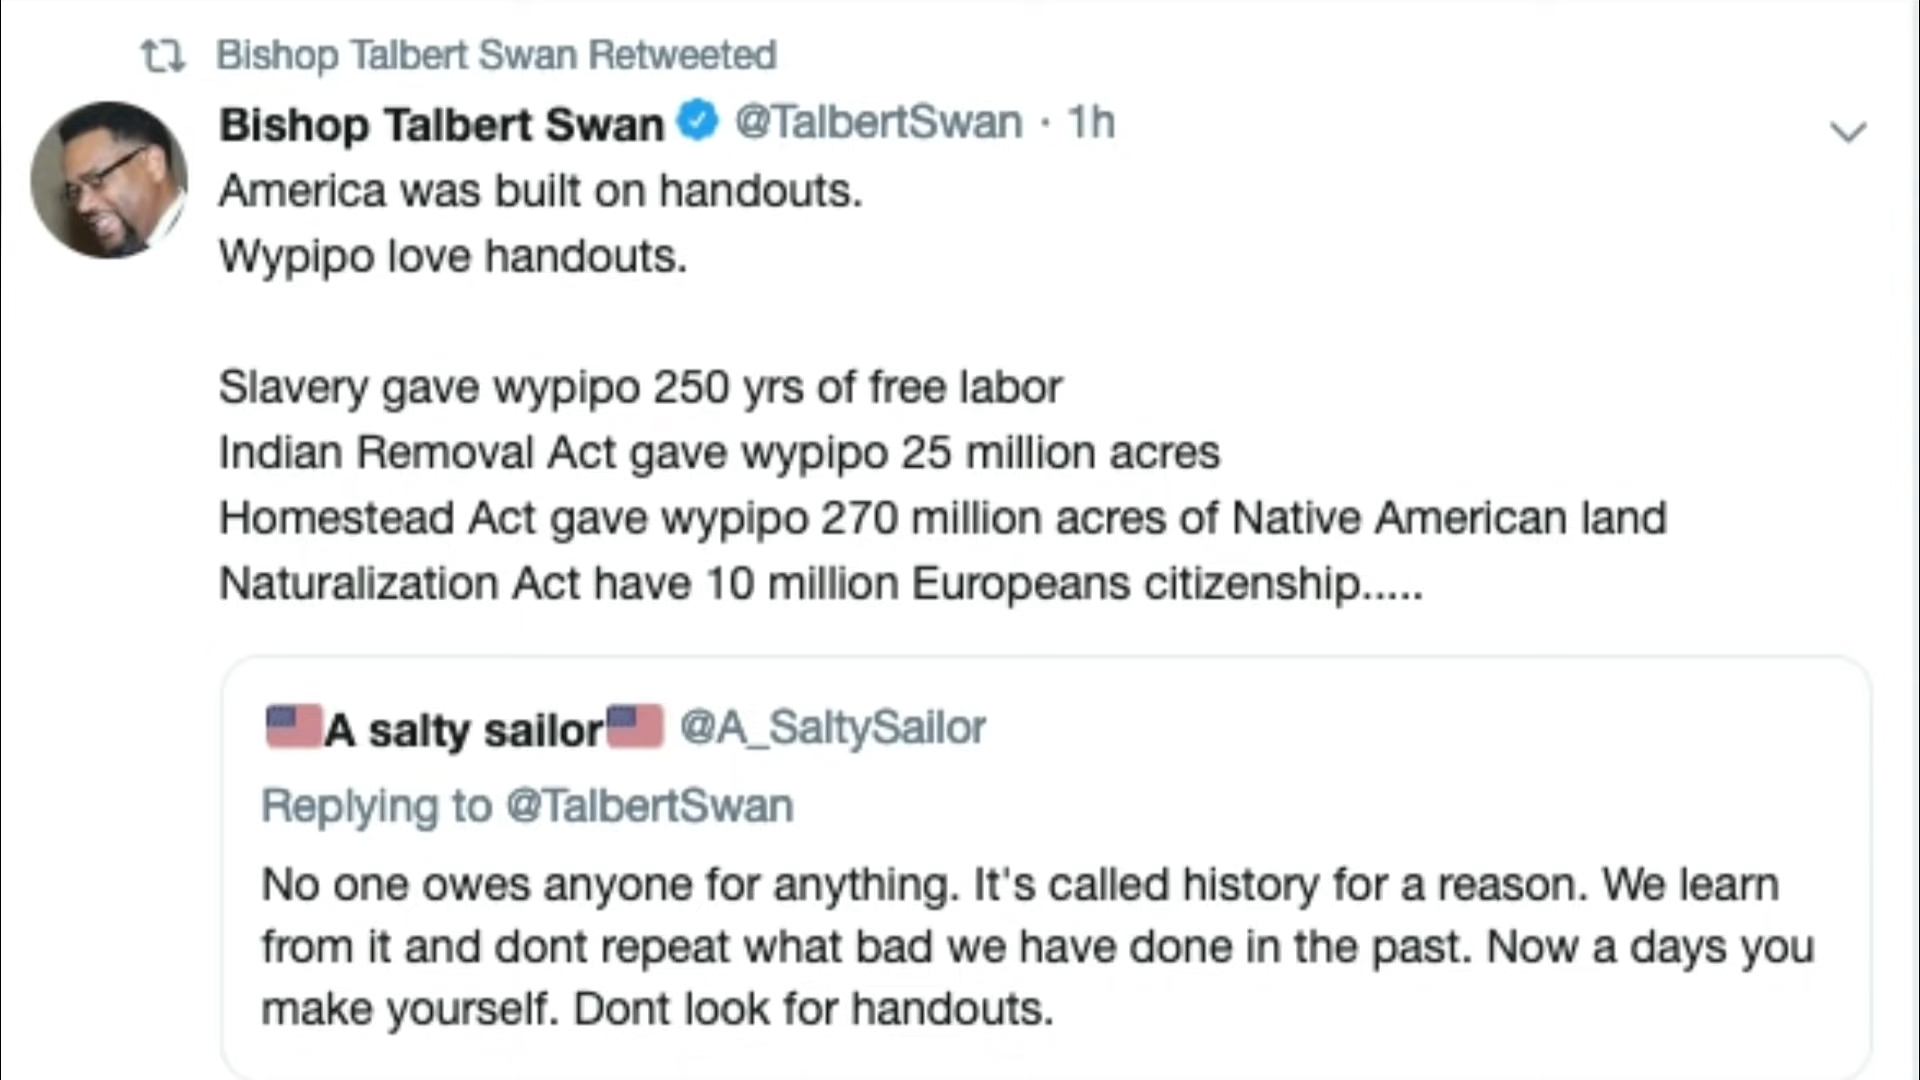 Bishop Talbert Swan Retweeted
Bishop Talbert Swan @TalbertSwan · 1h
America was built on handouts.
Wypipo love handouts.
Slavery gave wypipo 250 yrs of free labor
Indian Removal Act gave wypipo 25 million acres
Homestead Act gave wypipo 270 million acres of Native American land
Naturalization Act have 10 million Europeans citizenship.....
A salty sailor @A_SaltySailor
Replying to @TalbertSwan
No one owes anyone for anything. It's called history for a reason. We learn
from it and dont repeat what bad we have done in the past. Now a days you
make yourself. Dont look for handouts.